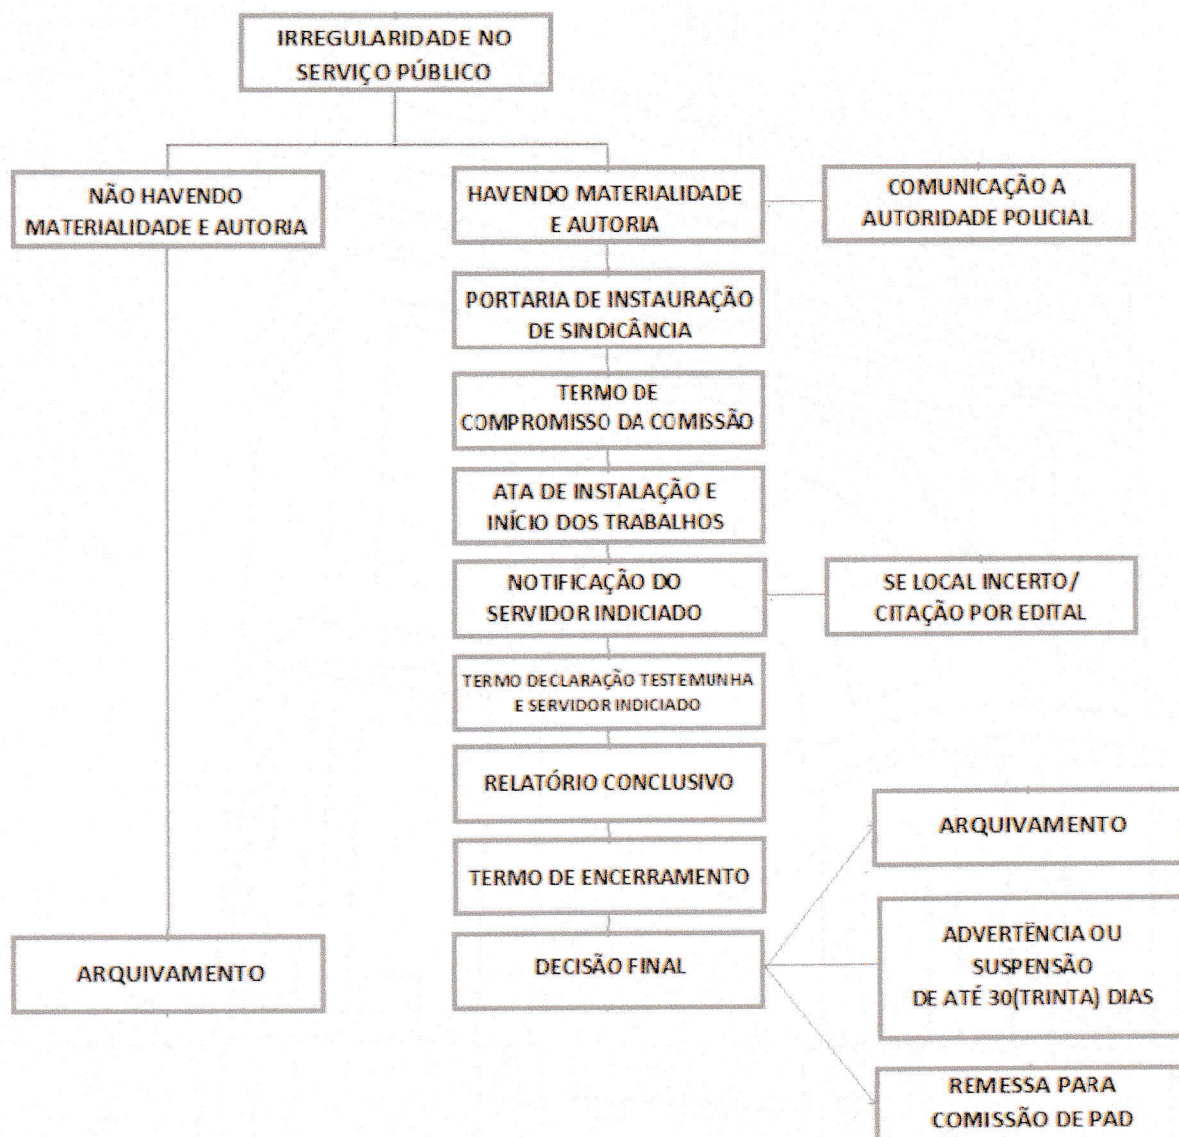 IRREGULARIDADE NO
SERVIÇO PÚBLICO
NÃO HAVENDO
MATERIALIDADE E AUTORIA
HAVENDO MATERIALIDADE
E AUTORIA
COMUNICAÇÃO A
AUTORIDADE POLICIAL
PORTARIA DE INSTAURAÇÃO
DE SINDICÂNCIA
TERMO DE
COMPROMISSO DA COMISSÃO
ATA DE INSTALAÇÃO E
INÍCIO DOS TRABALHOS
NOTIFICAÇÃO DO
SERVIDOR INDICIADO
SE LOCAL INCERTO/
CITAÇÃO POR EDITAL
TERMO DECLARAÇÃO TESTEMUNHA
E SERVIDOR INDICIADO
RELATÓRIO CONCLUSIVO
TERMO DE ENCERRAMENTO
DECISÃO FINAL
ARQUIVAMENTO
ARQUIVAMENTO
ADVERTÊNCIA OU
SUSPENSÃO
DE ATÉ 30(TRINTA) DIAS
REMESSA PARA
COMISSÃO DE PAD